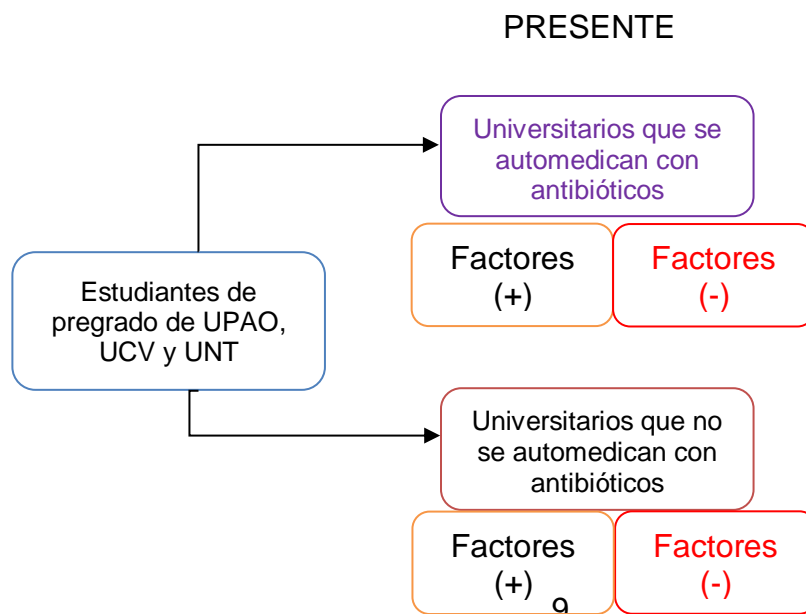 PRESENTE
Universitarios que se
automedican con
antibióticos
Factores
(+)
Factores
(-)
Estudiantes de
pregrado de UPAO,
UCV y UNT
Universitarios que no
se automedican con
antibióticos
Factores
(+)
Factores
(-)
9